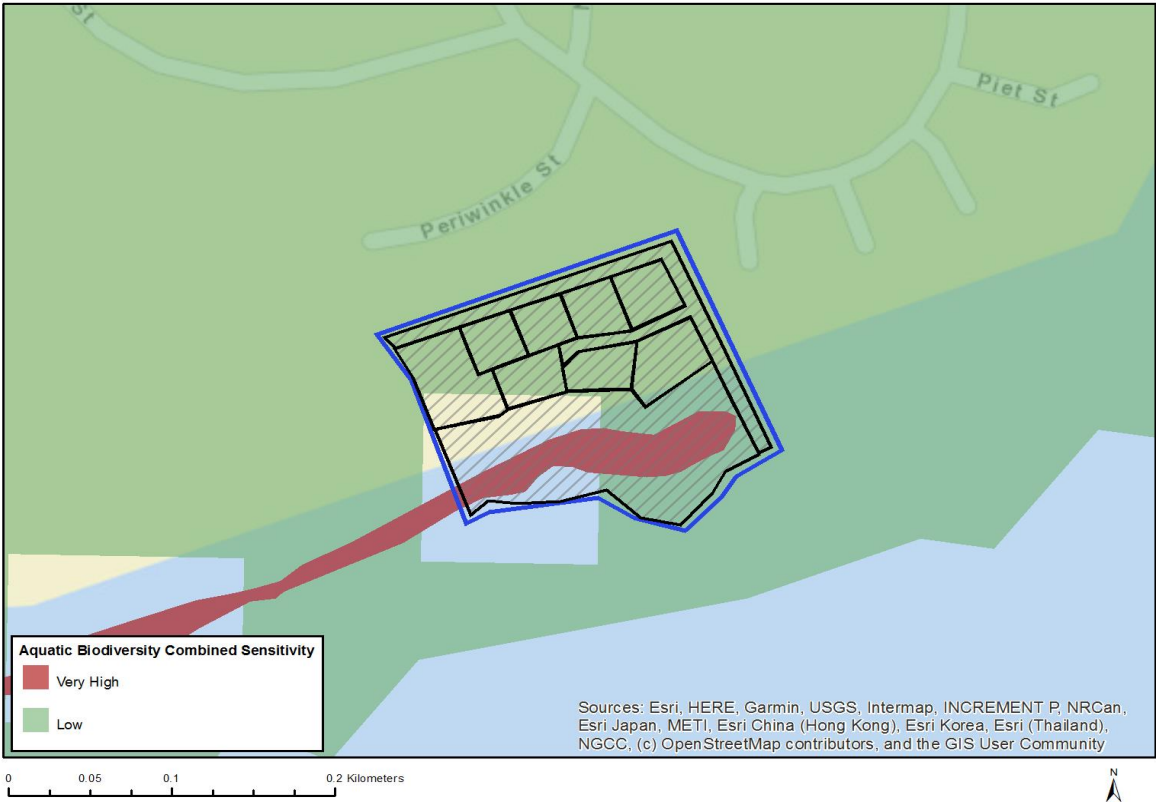 St
Piet St
Periwinkle St
Aquatic Biodiversity Combined Sensitivity
Very High
Low
Sources: Esri, HERE, Garmin, USGS, Intermap, INCREMENT P, NRCan,
Esri Japan, METI, Esri China (Hong Kong), Esri Korea, Esri (Thailand),
NGCC, (c) OpenStreetMap contributors, and the GIS User Community
0 0.05 0.1 0.2 Kilometers
N